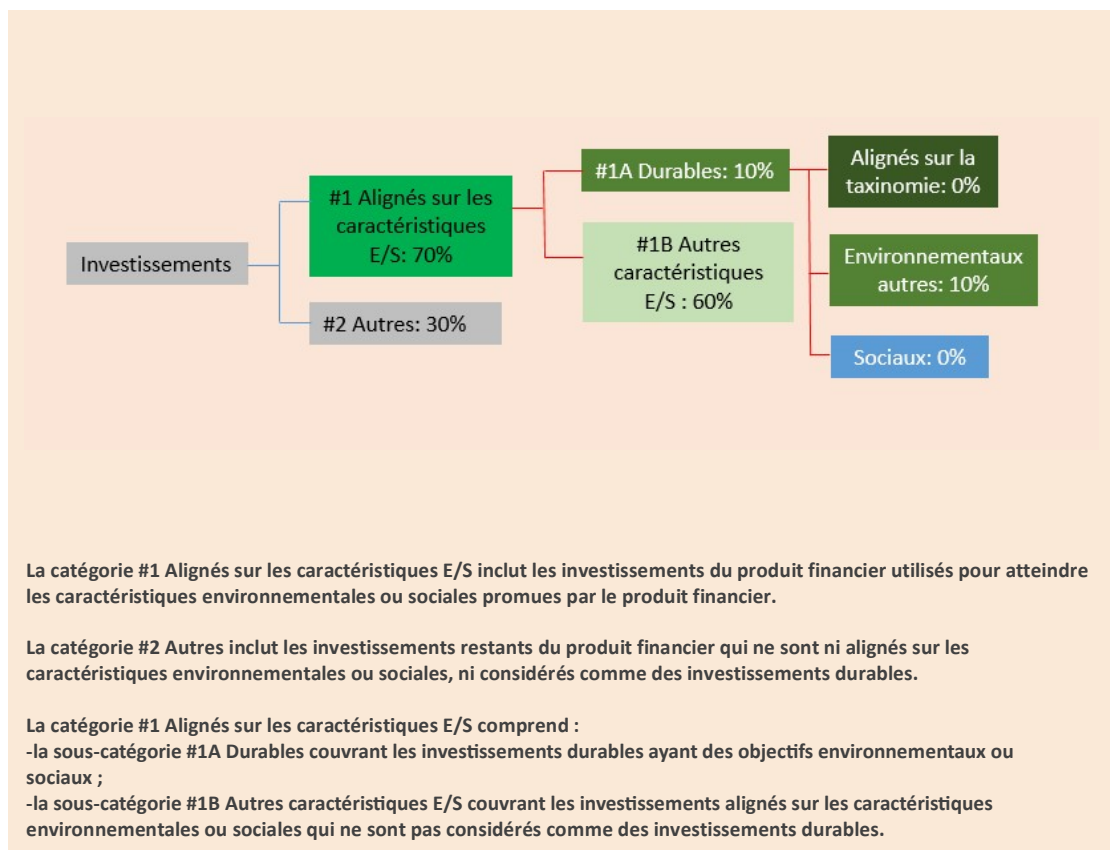 Investissements
#1 Alignés sur les
caractéristiques
E/S: 70%
#2 Autres: 30%
#1A Durables: 10%
#1B Autres
caractéristiques
E/S : 60%
Alignés sur la
taxinomie: 0%
Environnementaux
autres: 10%
Sociaux: 0%
La catégorie #1 Alignés sur les caractéristiques E/S inclut les investissements du produit financier utilisés pour atteindre
les caractéristiques environnementales ou sociales promues par le produit financier.
La catégorie #2 Autres inclut les investissements restants du produit financier qui ne sont ni alignés sur les
caractéristiques environnementales ou sociales, ni considérés comme des investissements durables.
La catégorie #1 Alignés sur les caractéristiques E/S comprend :
-la sous-catégorie #1A Durables couvrant les investissements durables ayant des objectifs environnementaux ou
sociaux ;
-la sous-catégorie #1B Autres caractéristiques E/S couvrant les investissements alignés sur les caractéristiques
environnementales ou sociales qui ne sont pas considérés comme des investissements durables.